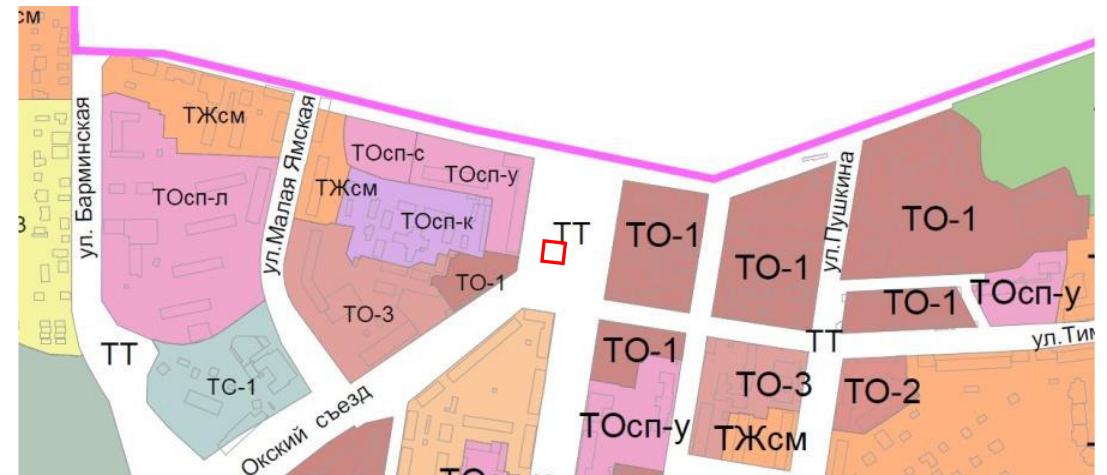 см
ТЖсм
ул. Барминская
ул.Малая Ямская
ТОсп-с
ТОсп-у
ТЖсм
ТОсп-л
ТОсп-к
ТТ
ТО-1
ТО-1
ул.Пушкина
ТО-1
ТО-1
ТО-3
ТО-1
ТОсп-у
ТТ
ТС-1
Окский съезд
ТО-1
ТТ
ул.Тим
ТО-3
ТО-2
ТОсп-у
ТЖсм